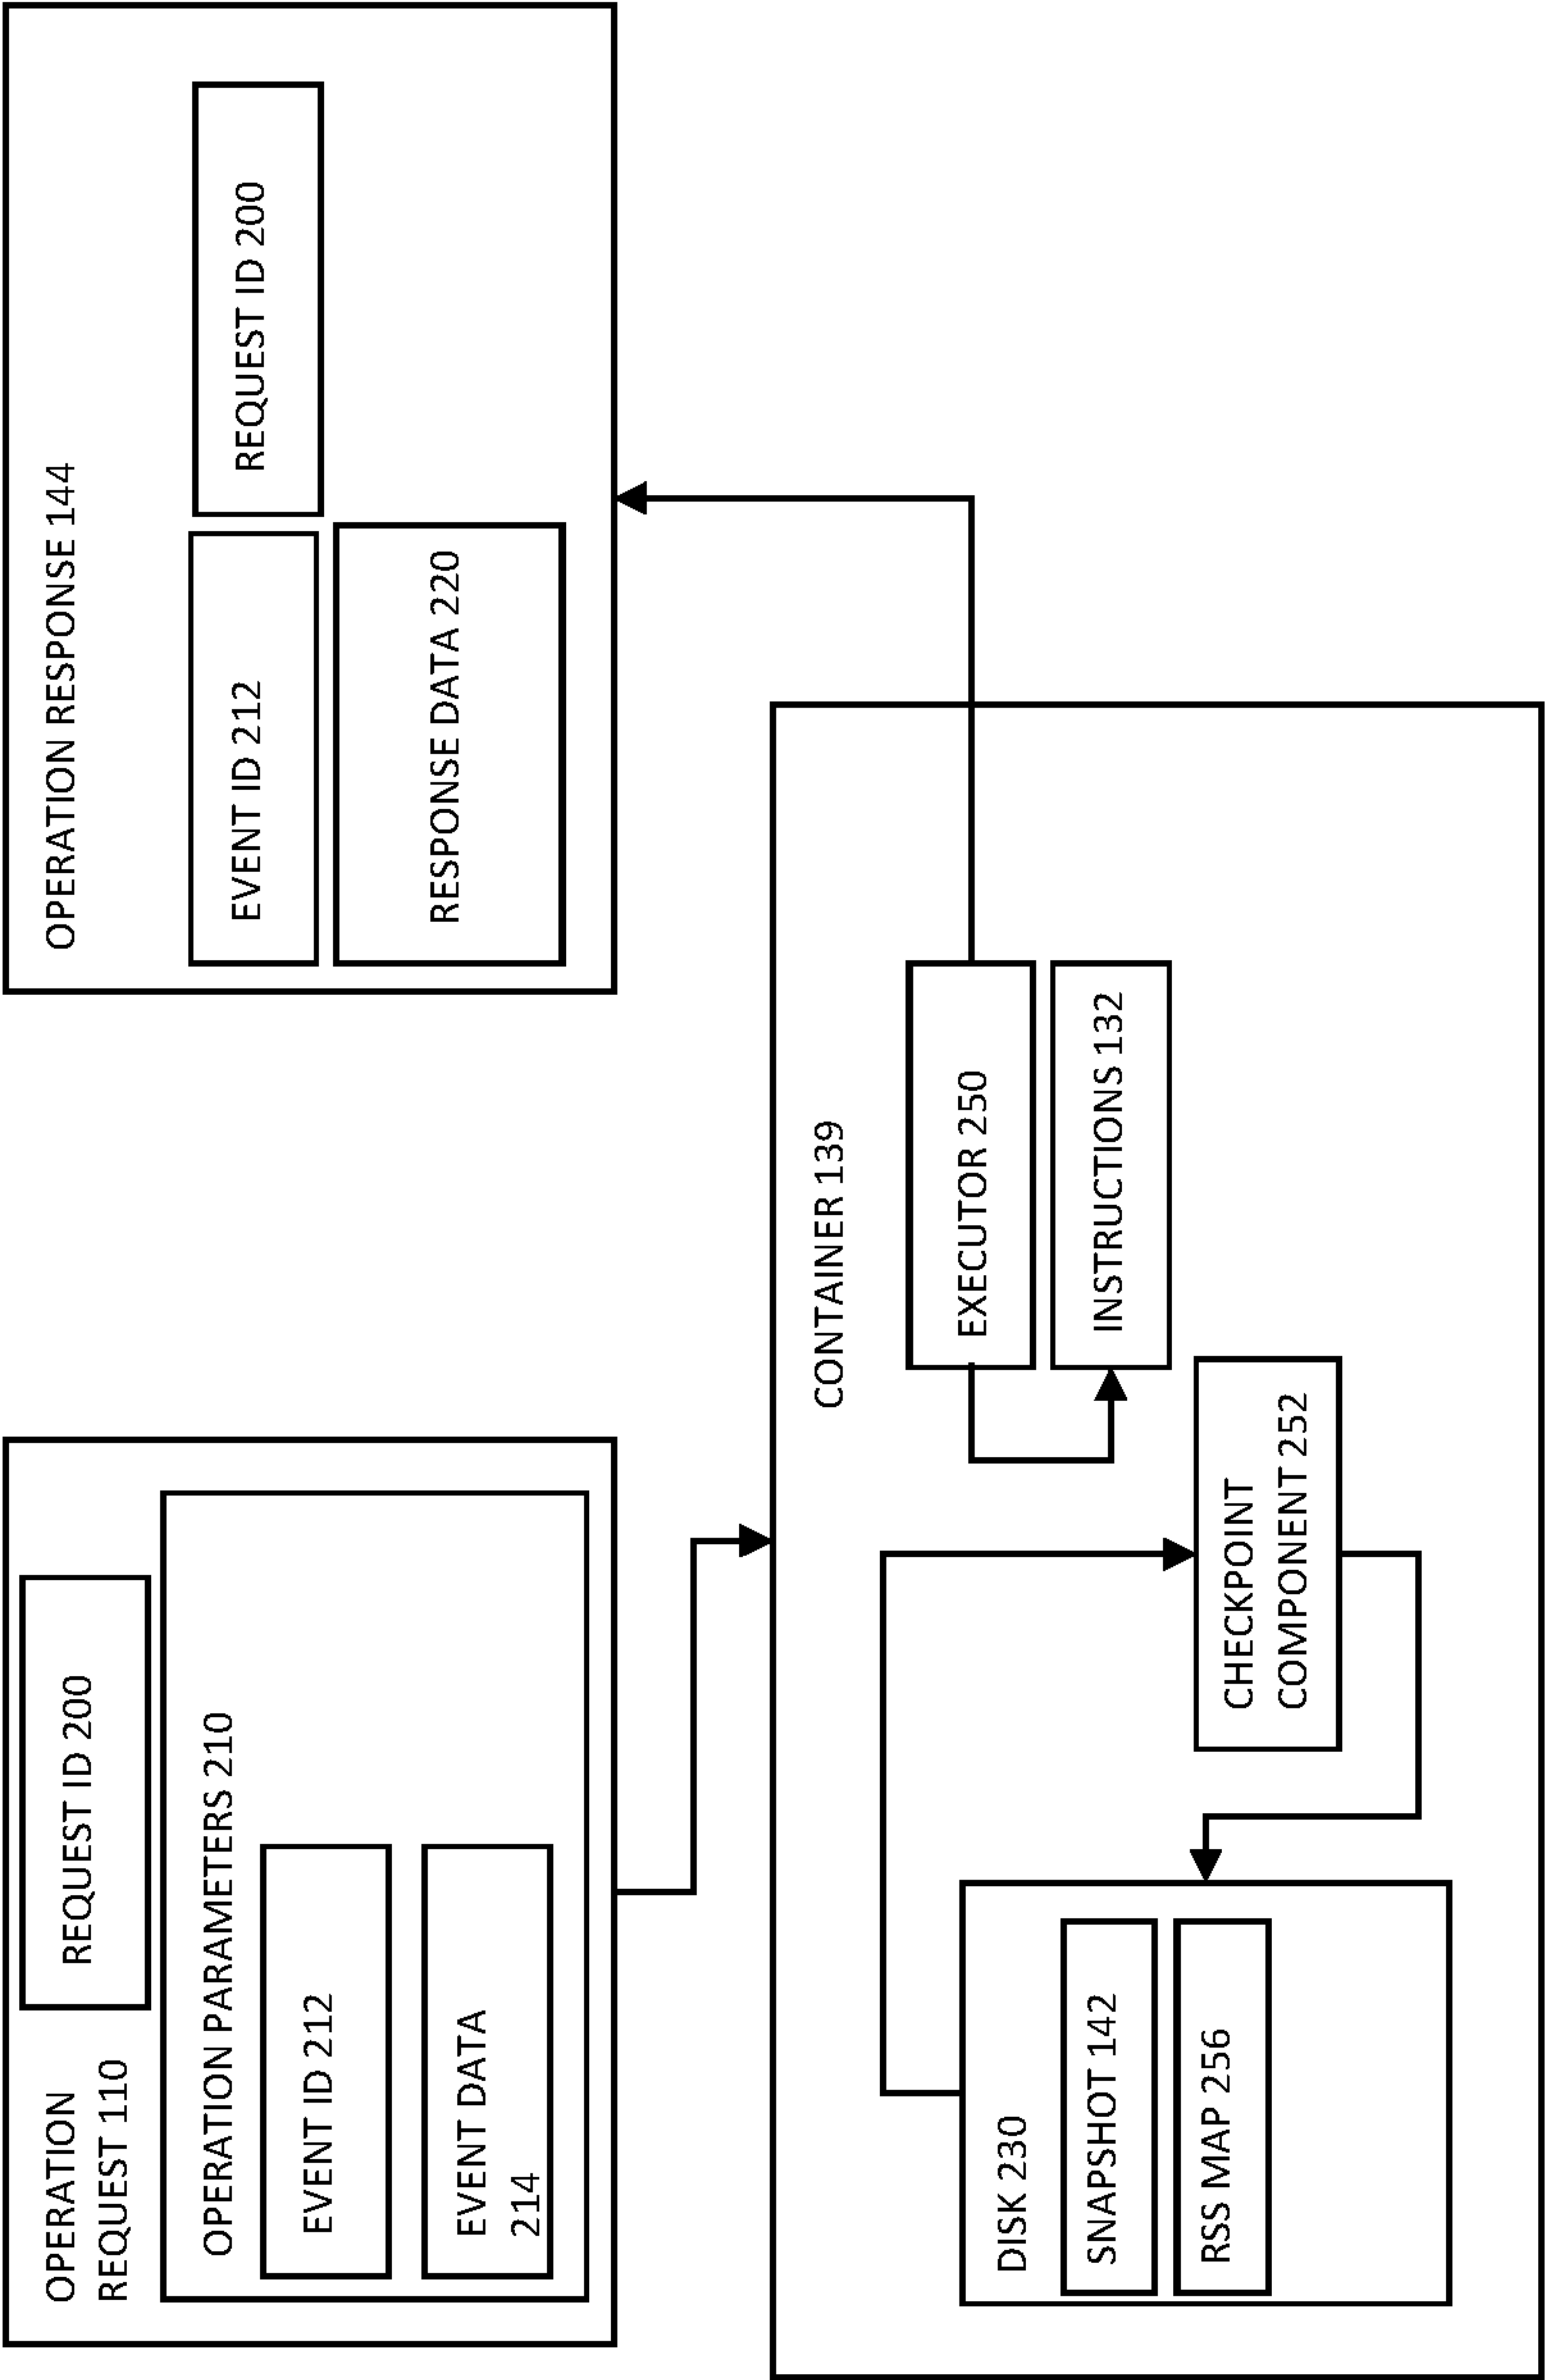 OPERATION
REQUEST 110
REQUEST ID 200
OPERATION PARAMETERS 210
EVENT ID 212
EVENT DATA
214
OPERATION RESPONSE 144
EVENT ID 212
REQUEST ID 200
RESPONSE DATA 220
CONTAINER 139
DISK 230
SNAPSHOT 142
RSS MAP 256
CHECKPOINT
COMPONENT 252
EXECUTOR 250
INSTRUCTIONS 132